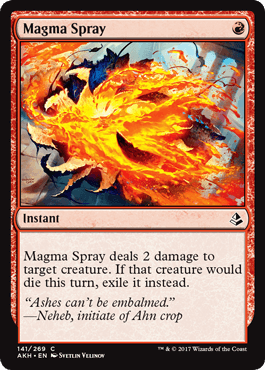 Magma Spray
Instant
Magma Spray deals 2 damage to
target creature. If that creature would
die this turn, exile it instead.
“Ashes can’t be embalmed.”
—Neheb, initiate of Ahn crop
141/269 C
AKH • EN Svetlin Velinov
™ & © 2017 Wizards of the Coast